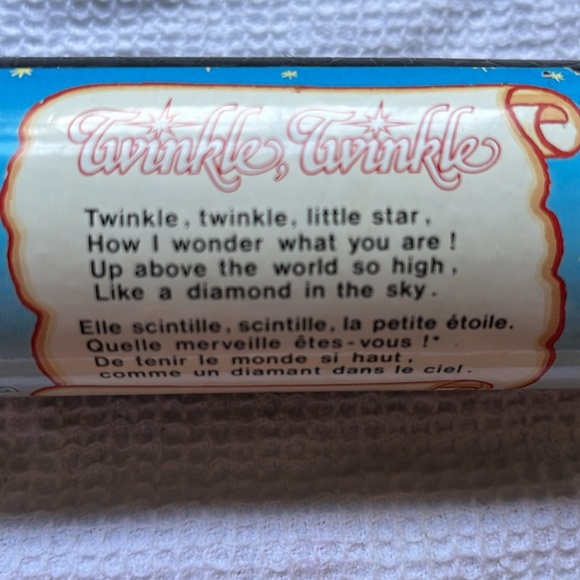 Twinkle, Twinkle
Twinkle, twinkle, little star,
How I wonder what you are !
Up above the world so high,
Like a diamond in the sky.
Elle scintille, scintille, la petite étoile.
Quelle merveille êtes-vous !*
De tenir le monde si haut,
comme un diamant dans le ciel.